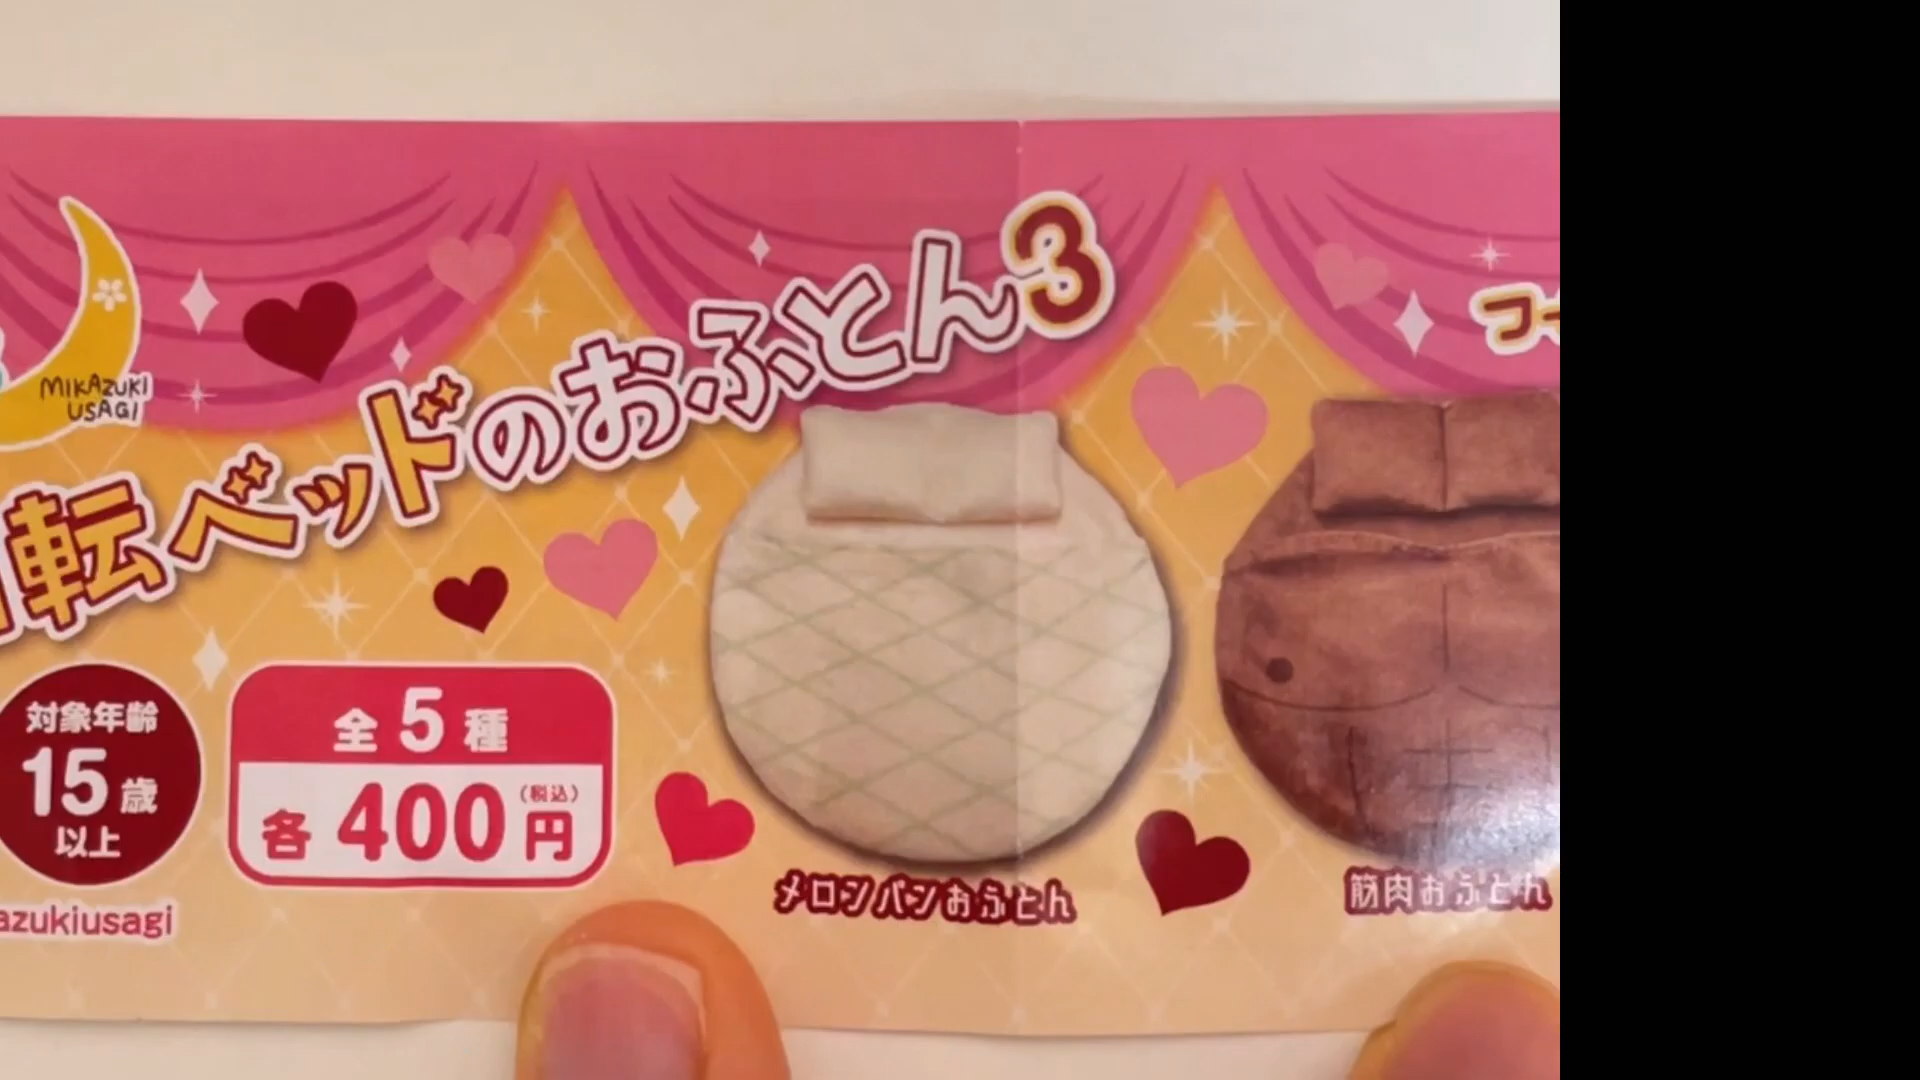 MIKAZUKI
USAGI
転ベッドのおふとん3
コー
対象年齢
15歳
以上
全5種
各400円(税込)
azukiusagi
メロンパンおふとん
筋肉おふとん